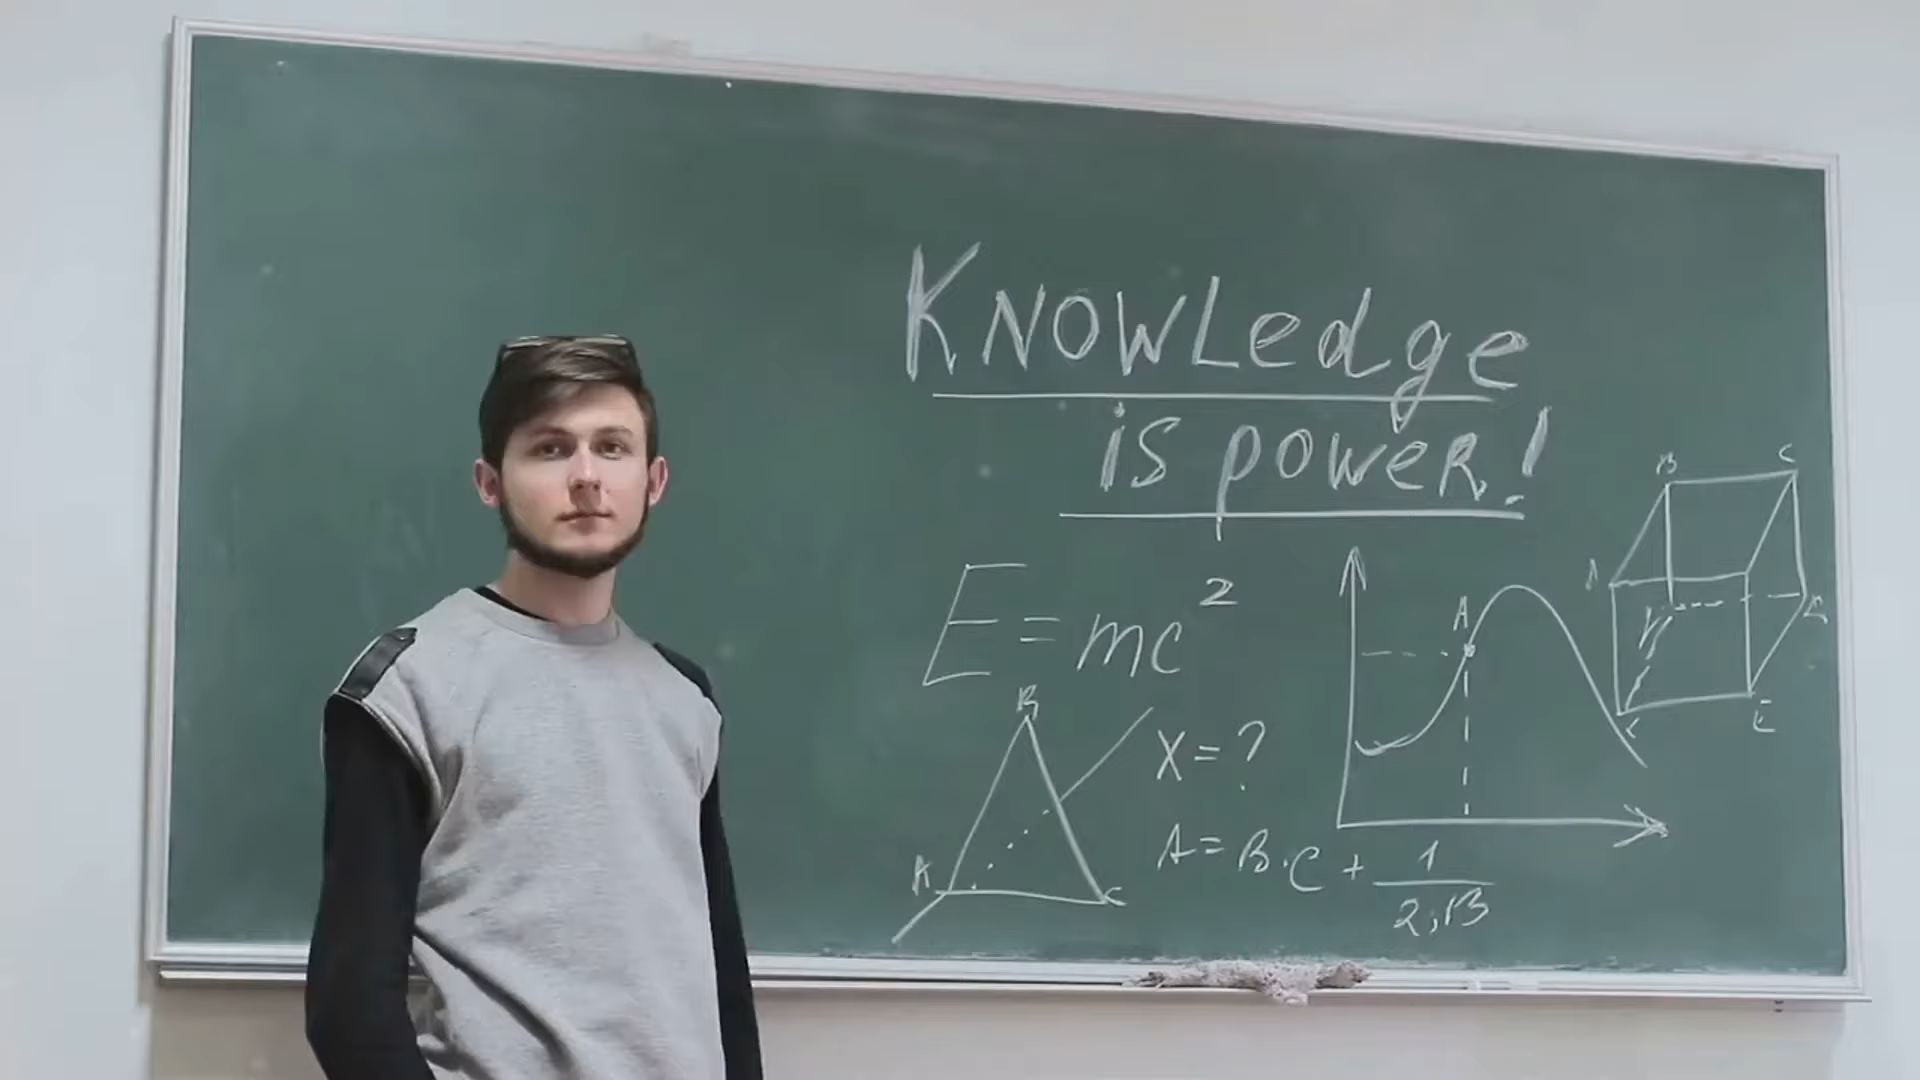 Knowledge
is power!
E = mc²
X = ?
A = B · C + 1
2,13
B
A
C
A
B
C
E